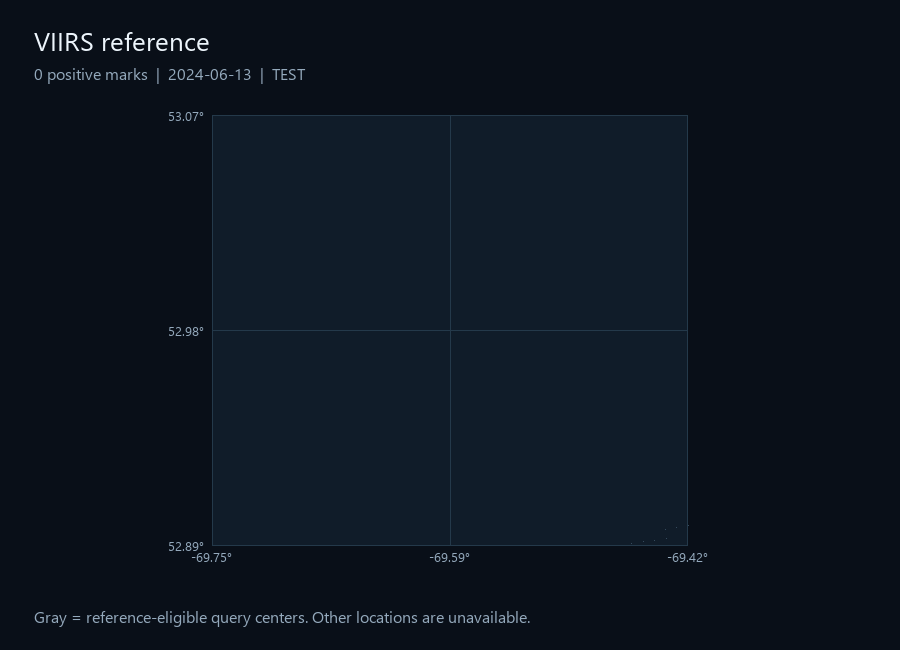 VIIRS reference
0 positive marks | 2024-06-13 | TEST
53.07°
52.98°
52.89°
-69.75° -69.59° -69.42°
Gray = reference-eligible query centers. Other locations are unavailable.